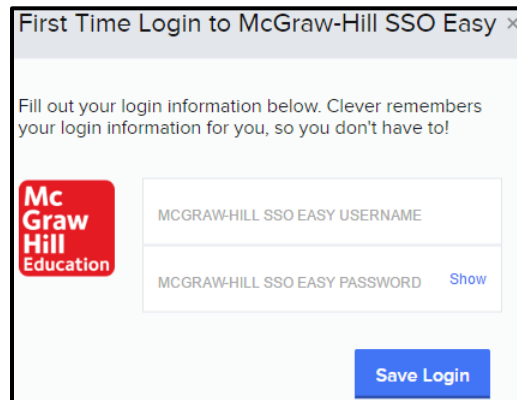 First Time Login to McGraw-Hill SSO Easy ×
Fill out your login information below. Clever remembers
your login information for you, so you don't have to!
Mc
Graw
Hill
Education
MCGRAW-HILL SSO EASY USERNAME
MCGRAW-HILL SSO EASY PASSWORD Show
Save Login